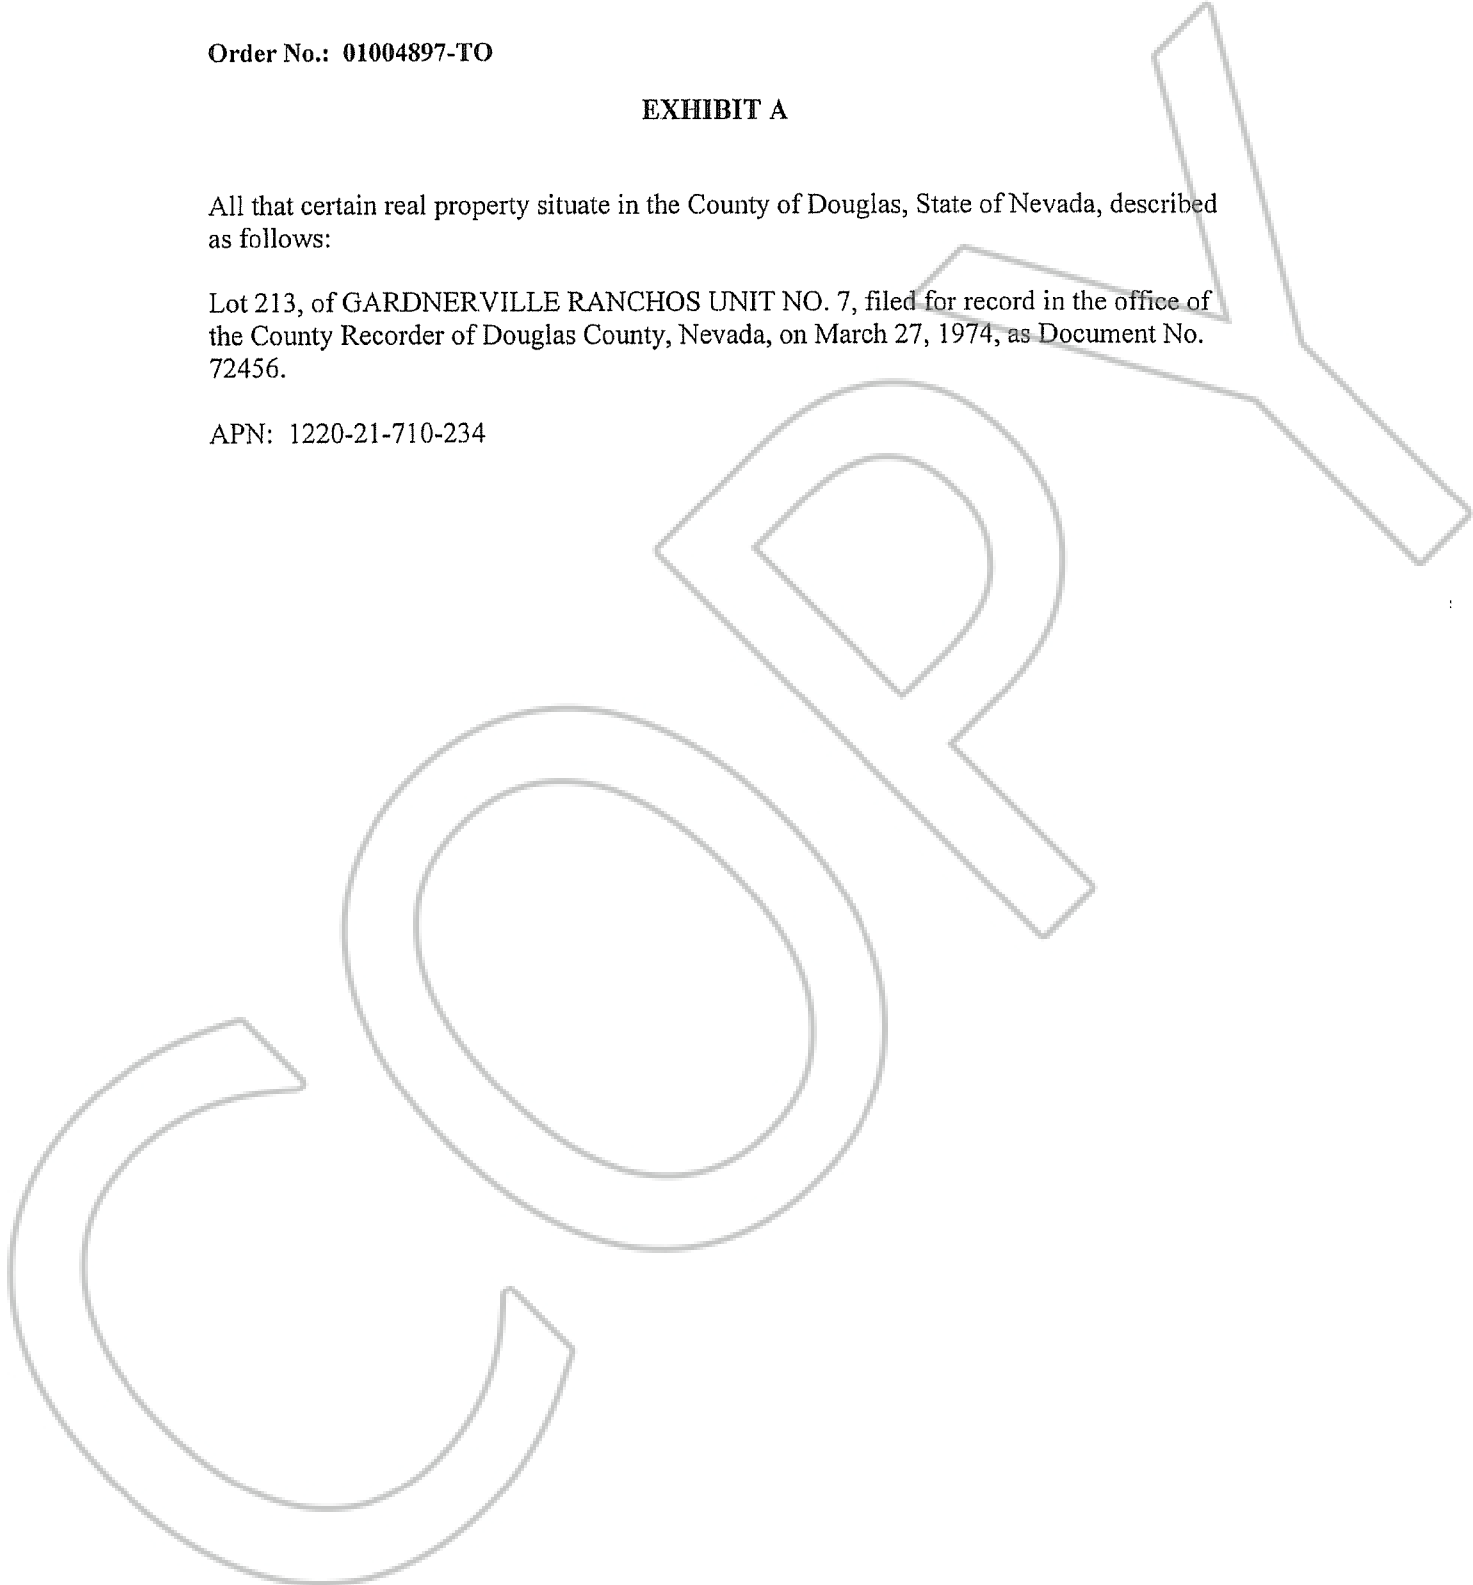 Order No.: 01004897-TO
EXHIBIT A
All that certain real property situate in the County of Douglas, State of Nevada, described
as follows:
Lot 213, of GARDNERVILLE RANCHOS UNIT NO. 7, filed for record in the office of
the County Recorder of Douglas County, Nevada, on March 27, 1974, as Document No.
72456.
APN: 1220-21-710-234
COPY